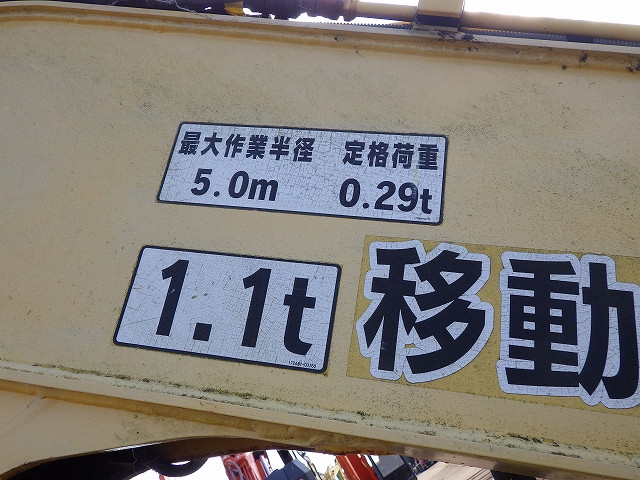 最大作業半径 定格荷重
5.0m 0.29t
1.1t
移動